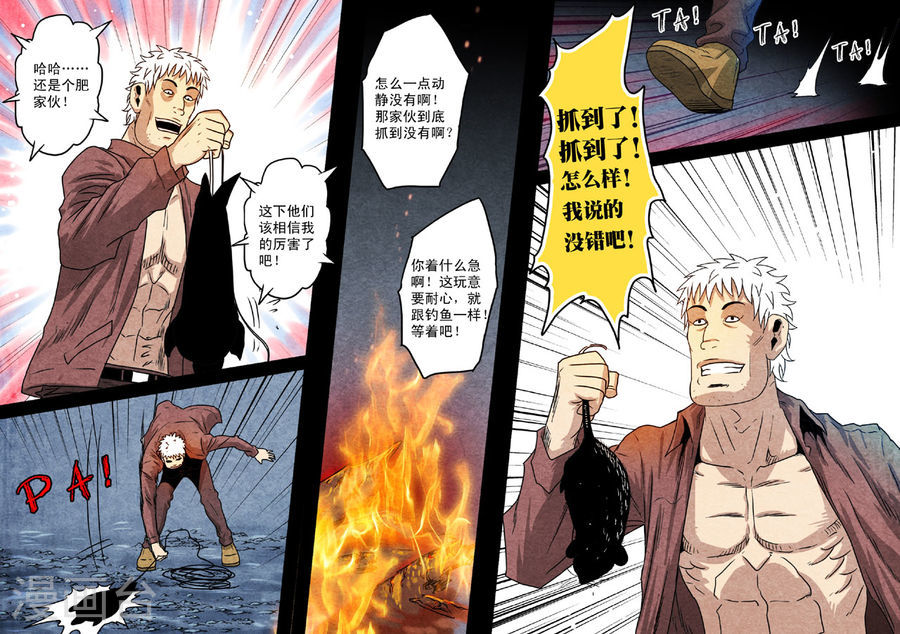 哈哈……
还是个肥
家伙！
这下他们
该相信我
的厉害了
吧！
PA!
怎么一点动
静没有啊！
那家伙到底
抓到没有啊？
你着什么急
啊！这玩意
要耐心，就
跟钓鱼一样！
等着吧！
TA!
TA!
TA!
抓到了！
抓到了！
怎么样！
我说的
没错吧！
漫画台